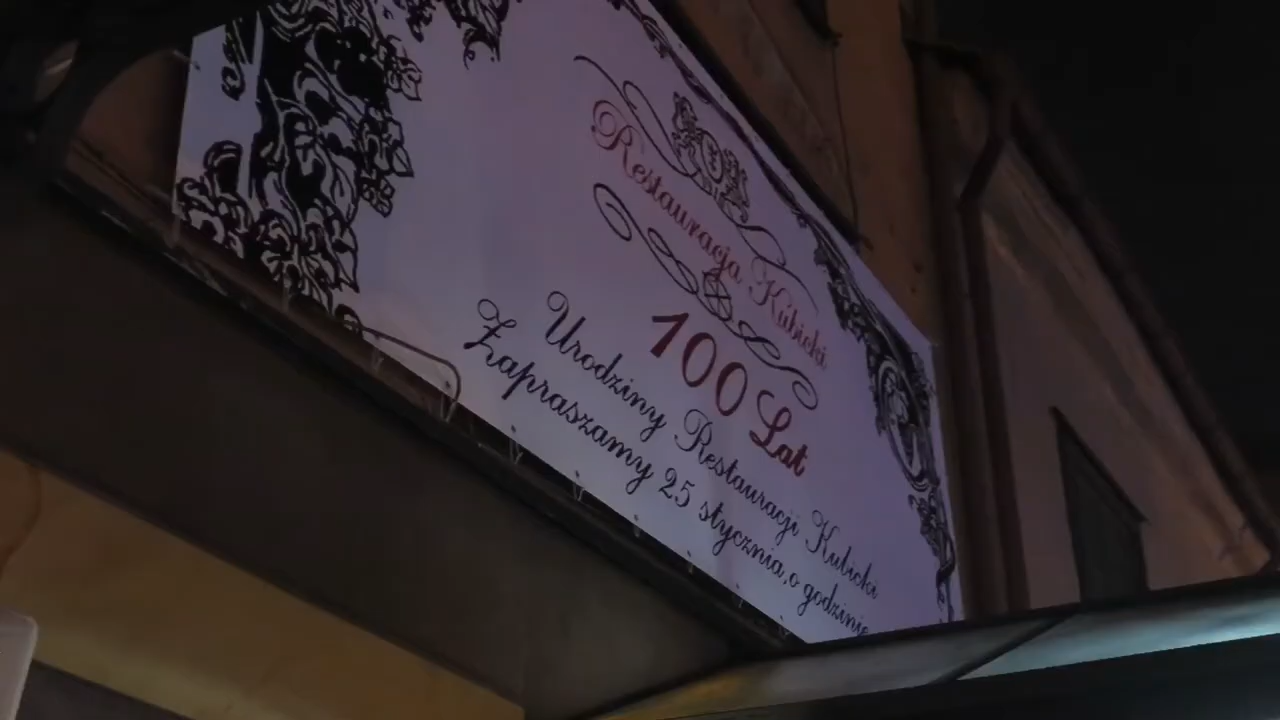 Restauracja Kubicki
100 Lat
Urodziny Restauracji Kubicki
Zapraszamy 25 stycznia, o godzinie